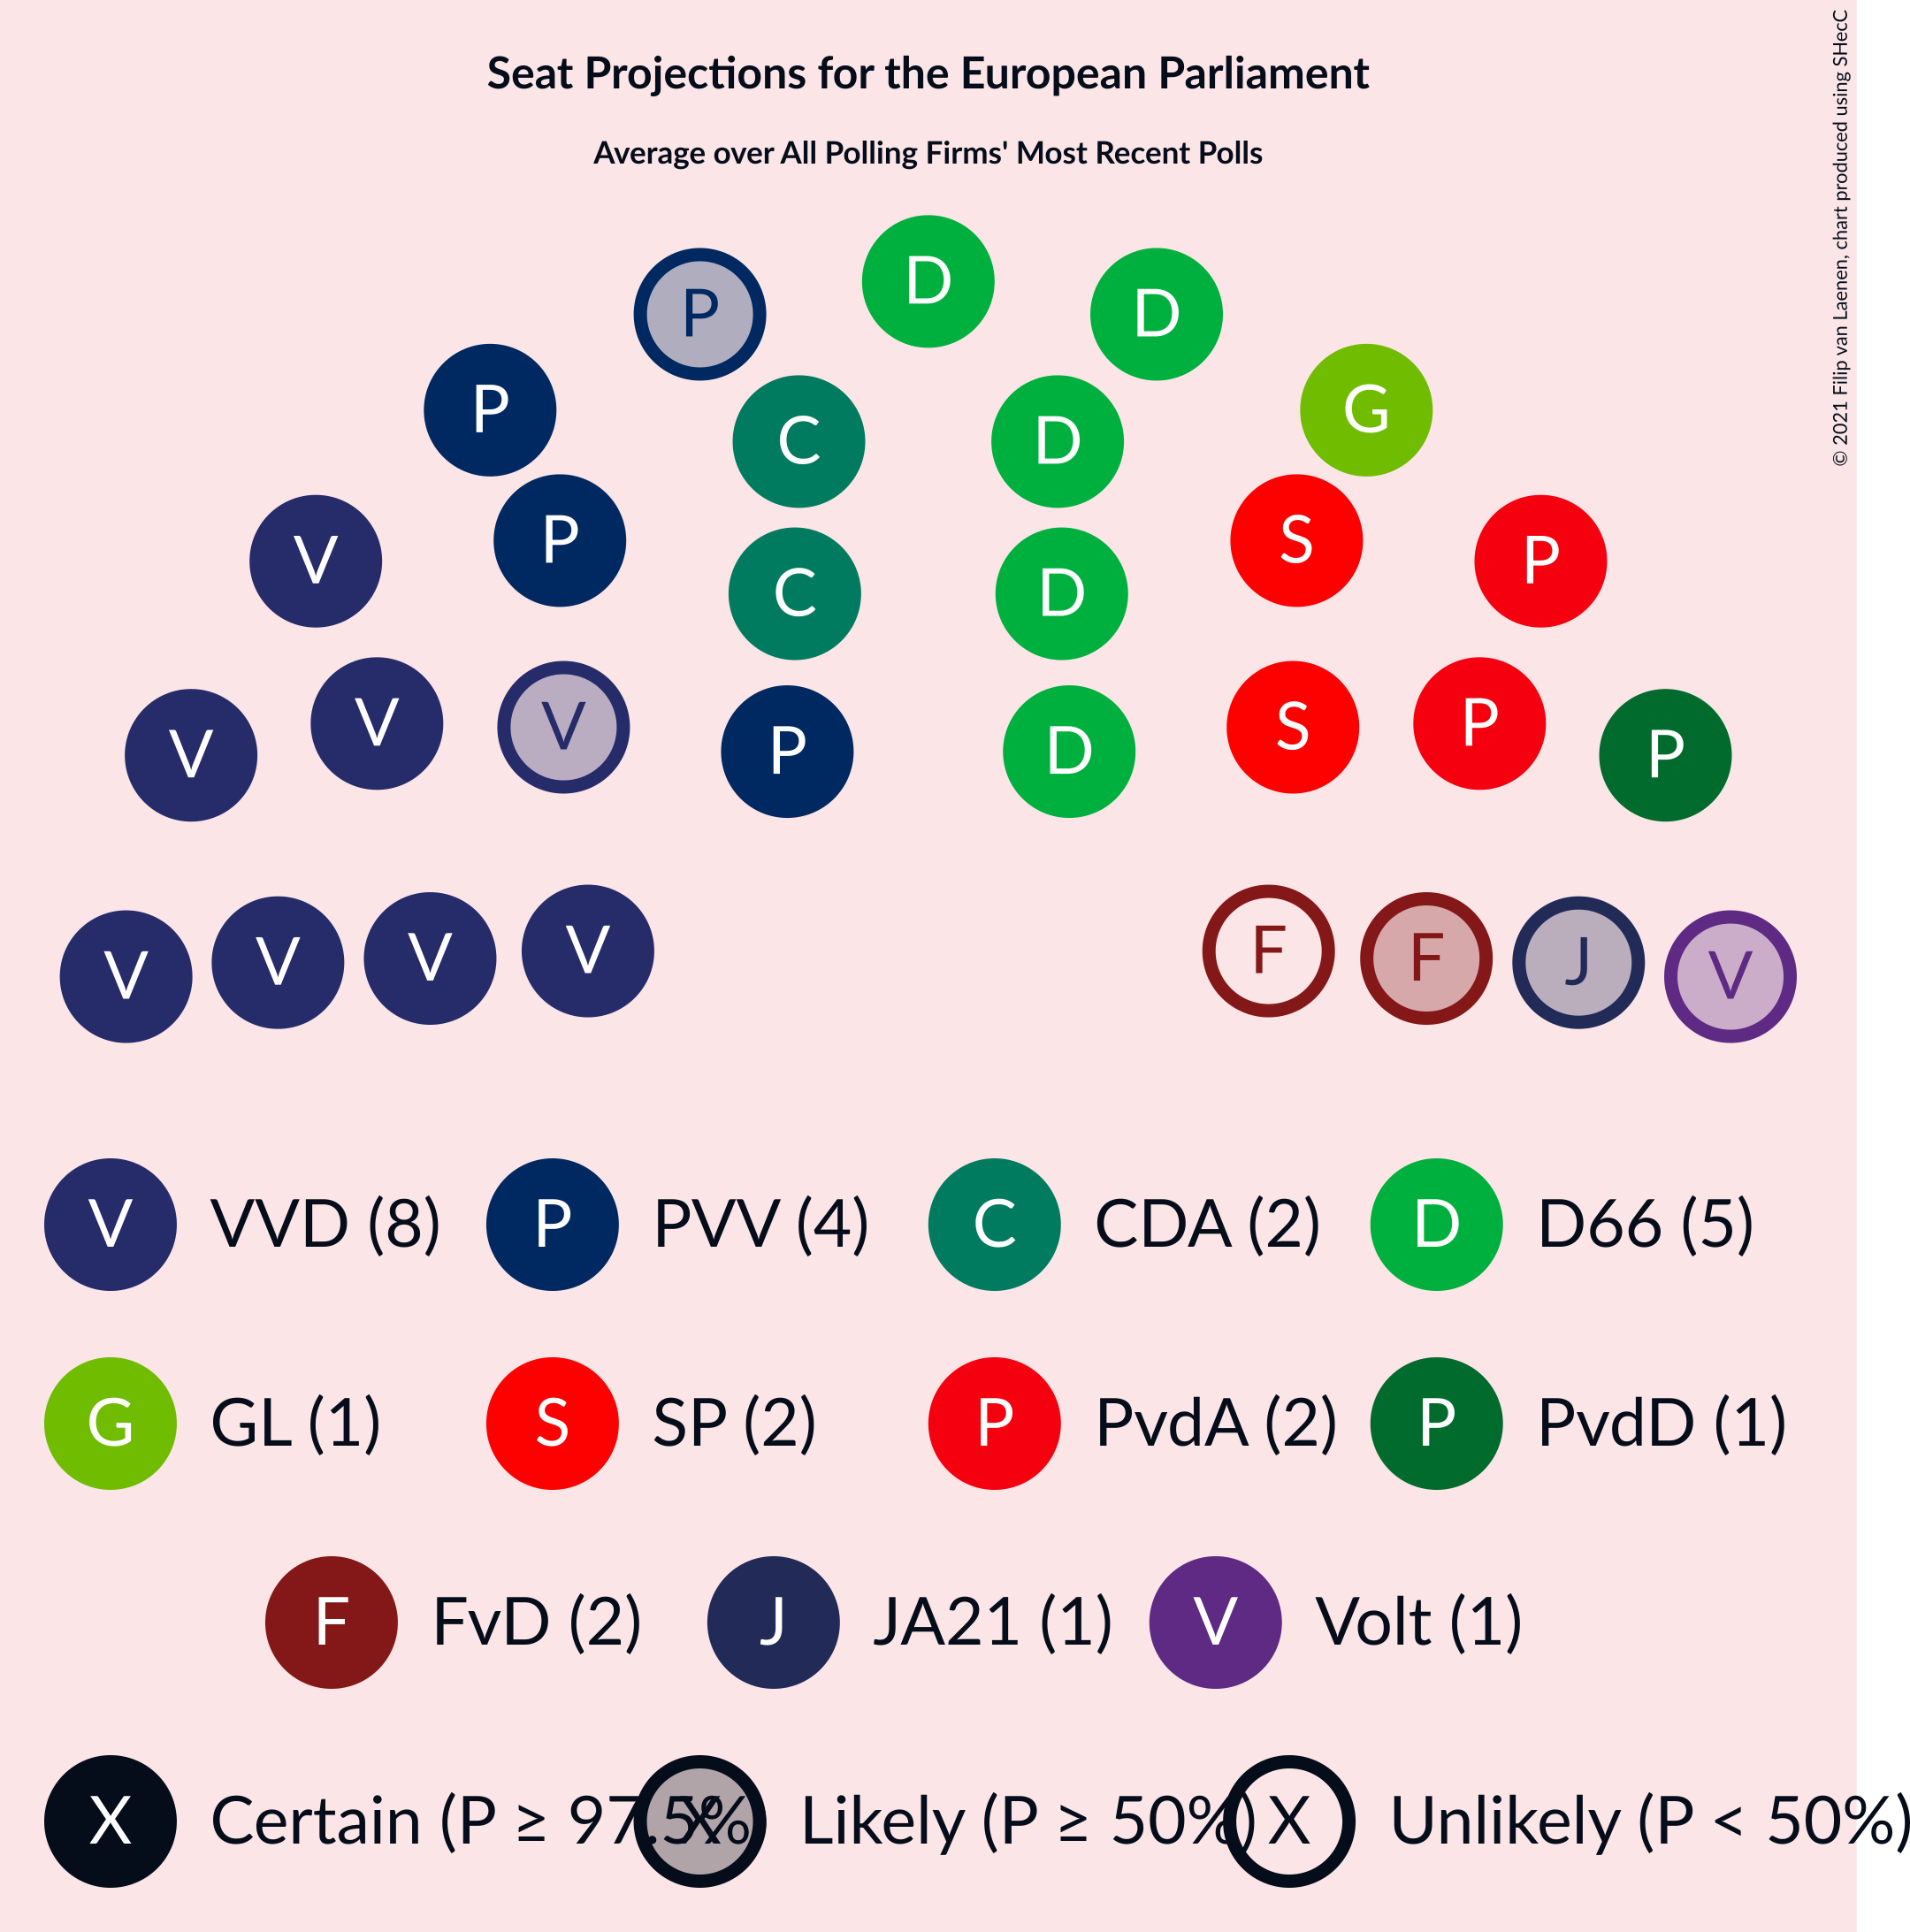 Seat Projections for the European Parliament
Average over All Polling Firms' Most Recent Polls
© 2021 Filip van Laenen, chart produced using SHecC
D
P D
P G
C D
P S
V P
C D
V V V P D S P P
V V V V F F J V
V VVD (8) P PVV (4) C CDA (2) D D66 (5)
G GL (1) S SP (2) P PvdA (2) P PvdD (1)
F FvD (2) J JA21 (1) V Volt (1)
X Certain (P ≥ 97.5% X Likely (P ≥ 50%) X Unlikely (P < 50%)